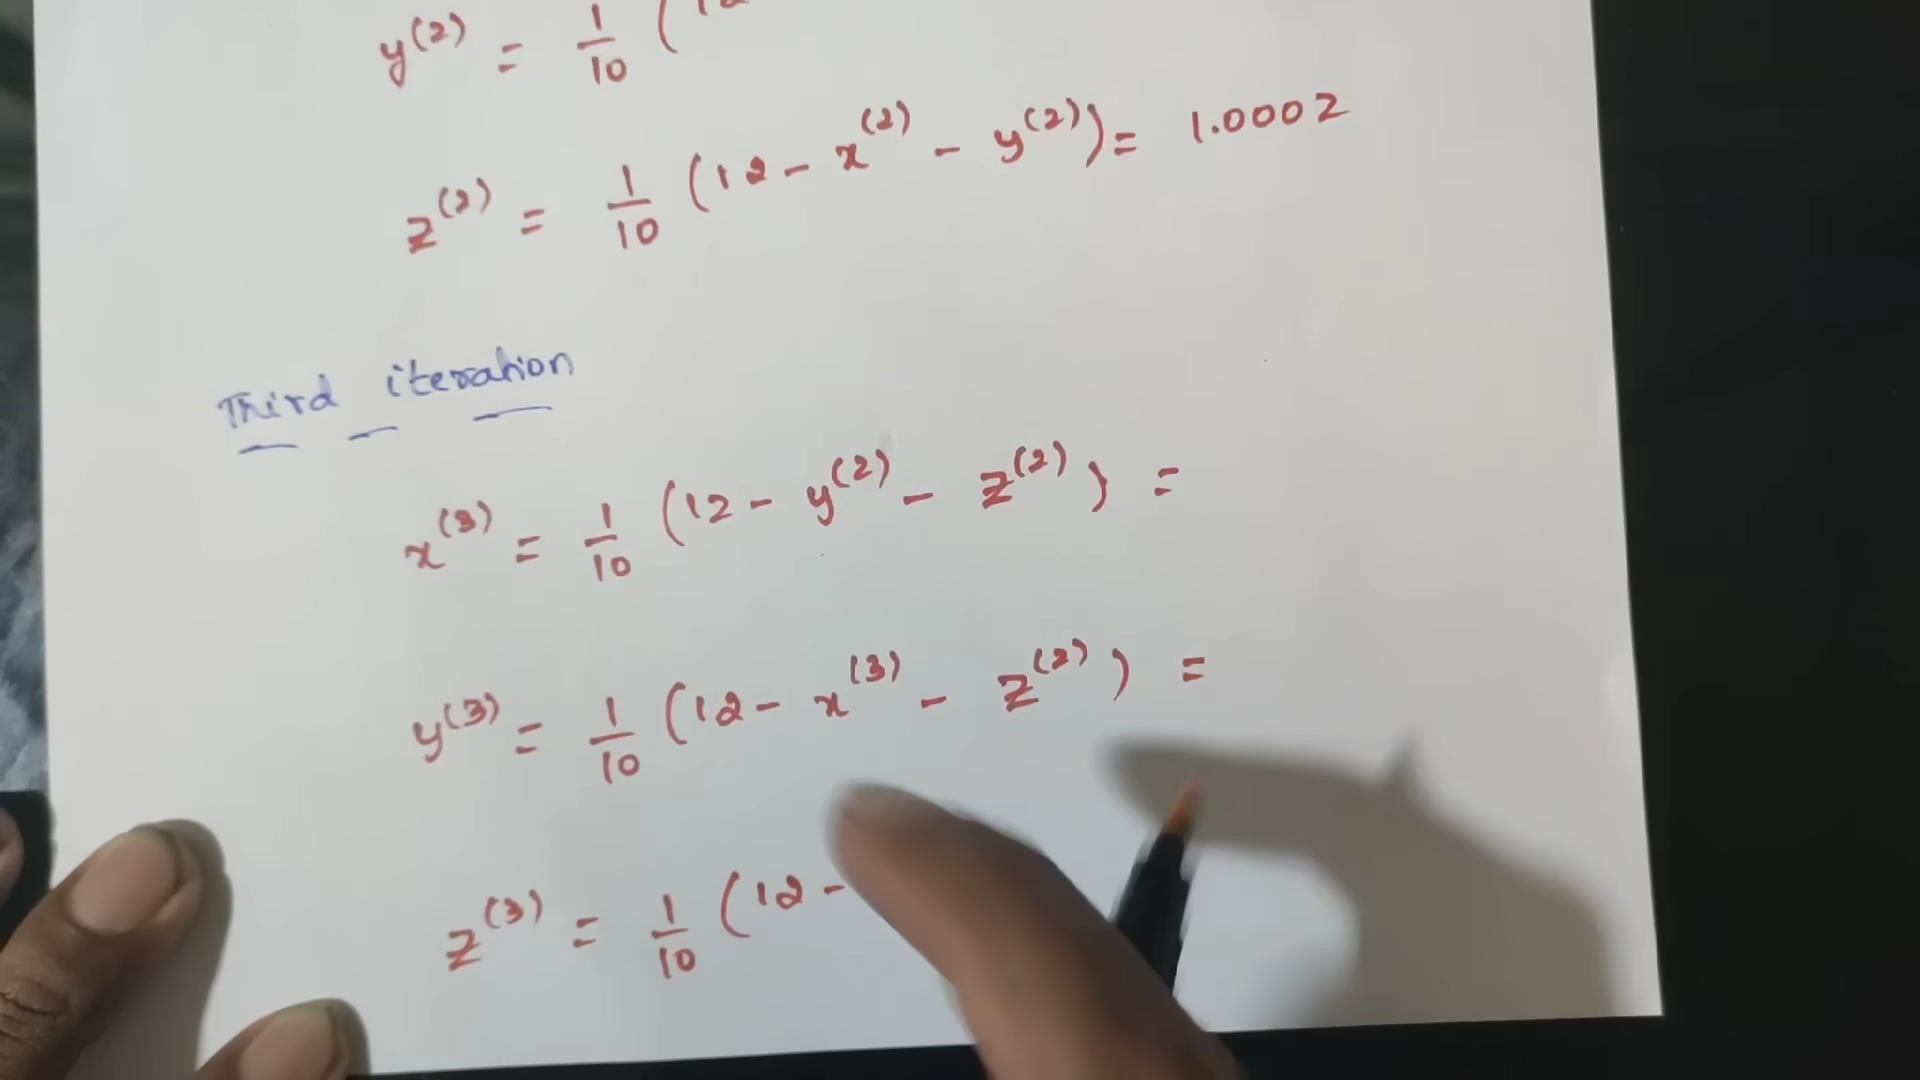 y⁽²⁾ = 1/10 (12
z⁽²⁾ = 1/10 (12 - x⁽²⁾ - y⁽²⁾) = 1.0002
Third iteration
x⁽³⁾ = 1/10 (12 - y⁽²⁾ - z⁽²⁾) =
y⁽³⁾ = 1/10 (12 - x⁽³⁾ - z⁽²⁾) =
z⁽³⁾ = 1/10 (12 -